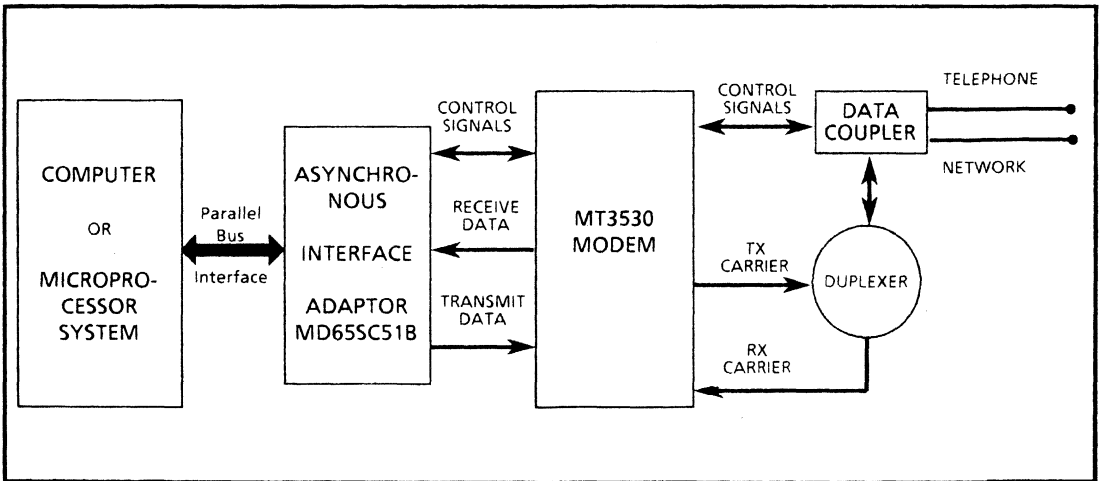 COMPUTER
OR
MICROPRO-
CESSOR
SYSTEM
Parallel
Bus
Interface
ASYNCHRO-
NOUS
INTERFACE
ADAPTOR
MD65SC51B
CONTROL
SIGNALS
RECEIVE
DATA
TRANSMIT
DATA
MT3530
MODEM
CONTROL
SIGNALS
TX
CARRIER
RX
CARRIER
DATA
COUPLER
DUPLEXER
TELEPHONE
NETWORK